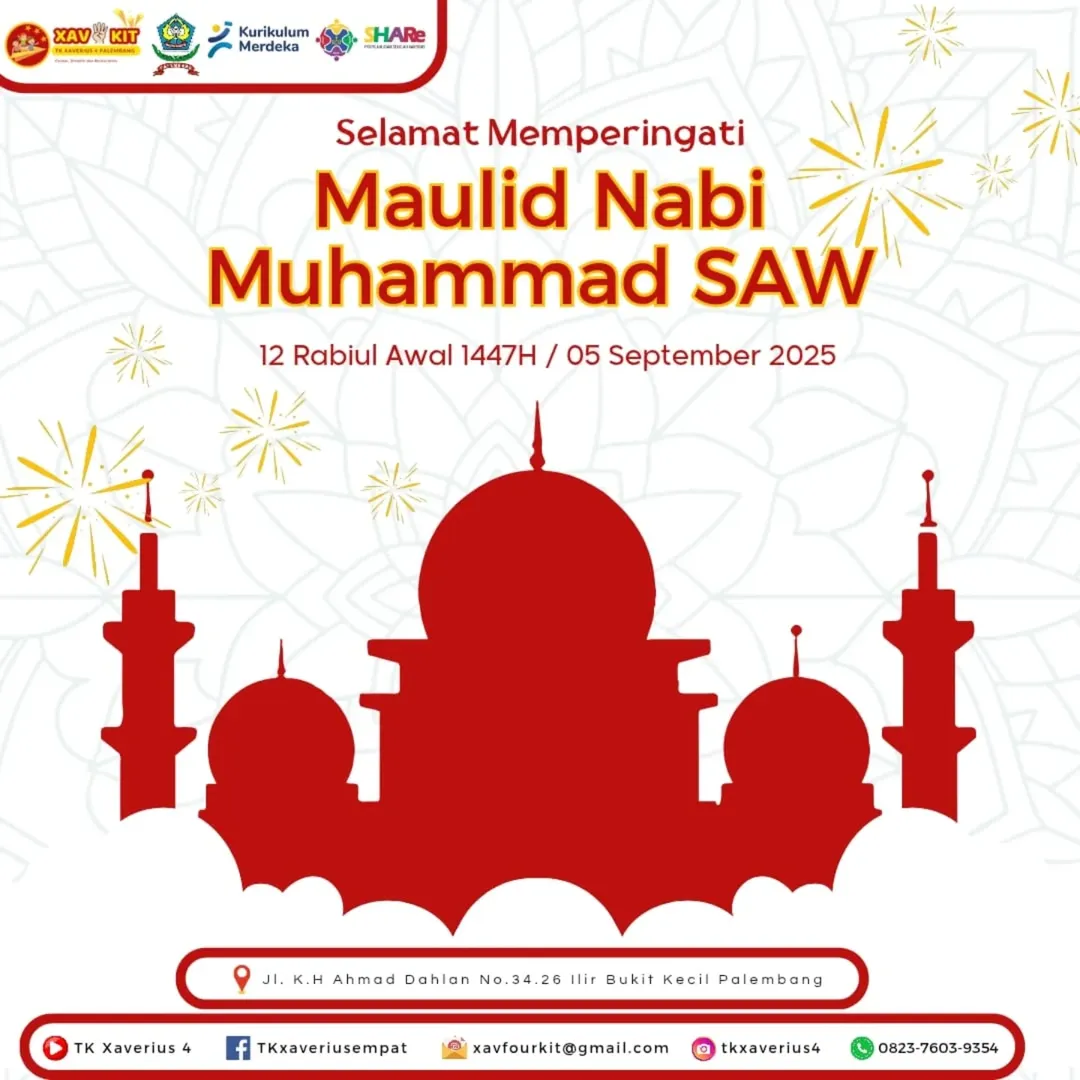 XAV KIT
TK XAVERIUS 4 PALEMBANG
Kurikulum
Merdeka
SHARe
Selamat Memperingati
Maulid Nabi
Muhammad SAW
12 Rabiul Awal 1447H / 05 September 2025
Jl. K.H Ahmad Dahlan No.34.26 Ilir Bukit Kecil Palembang
TK Xaverius 4
TKxaveriusempat
xavfourkit@gmail.com
tkxaverius4
0823-7603-9354